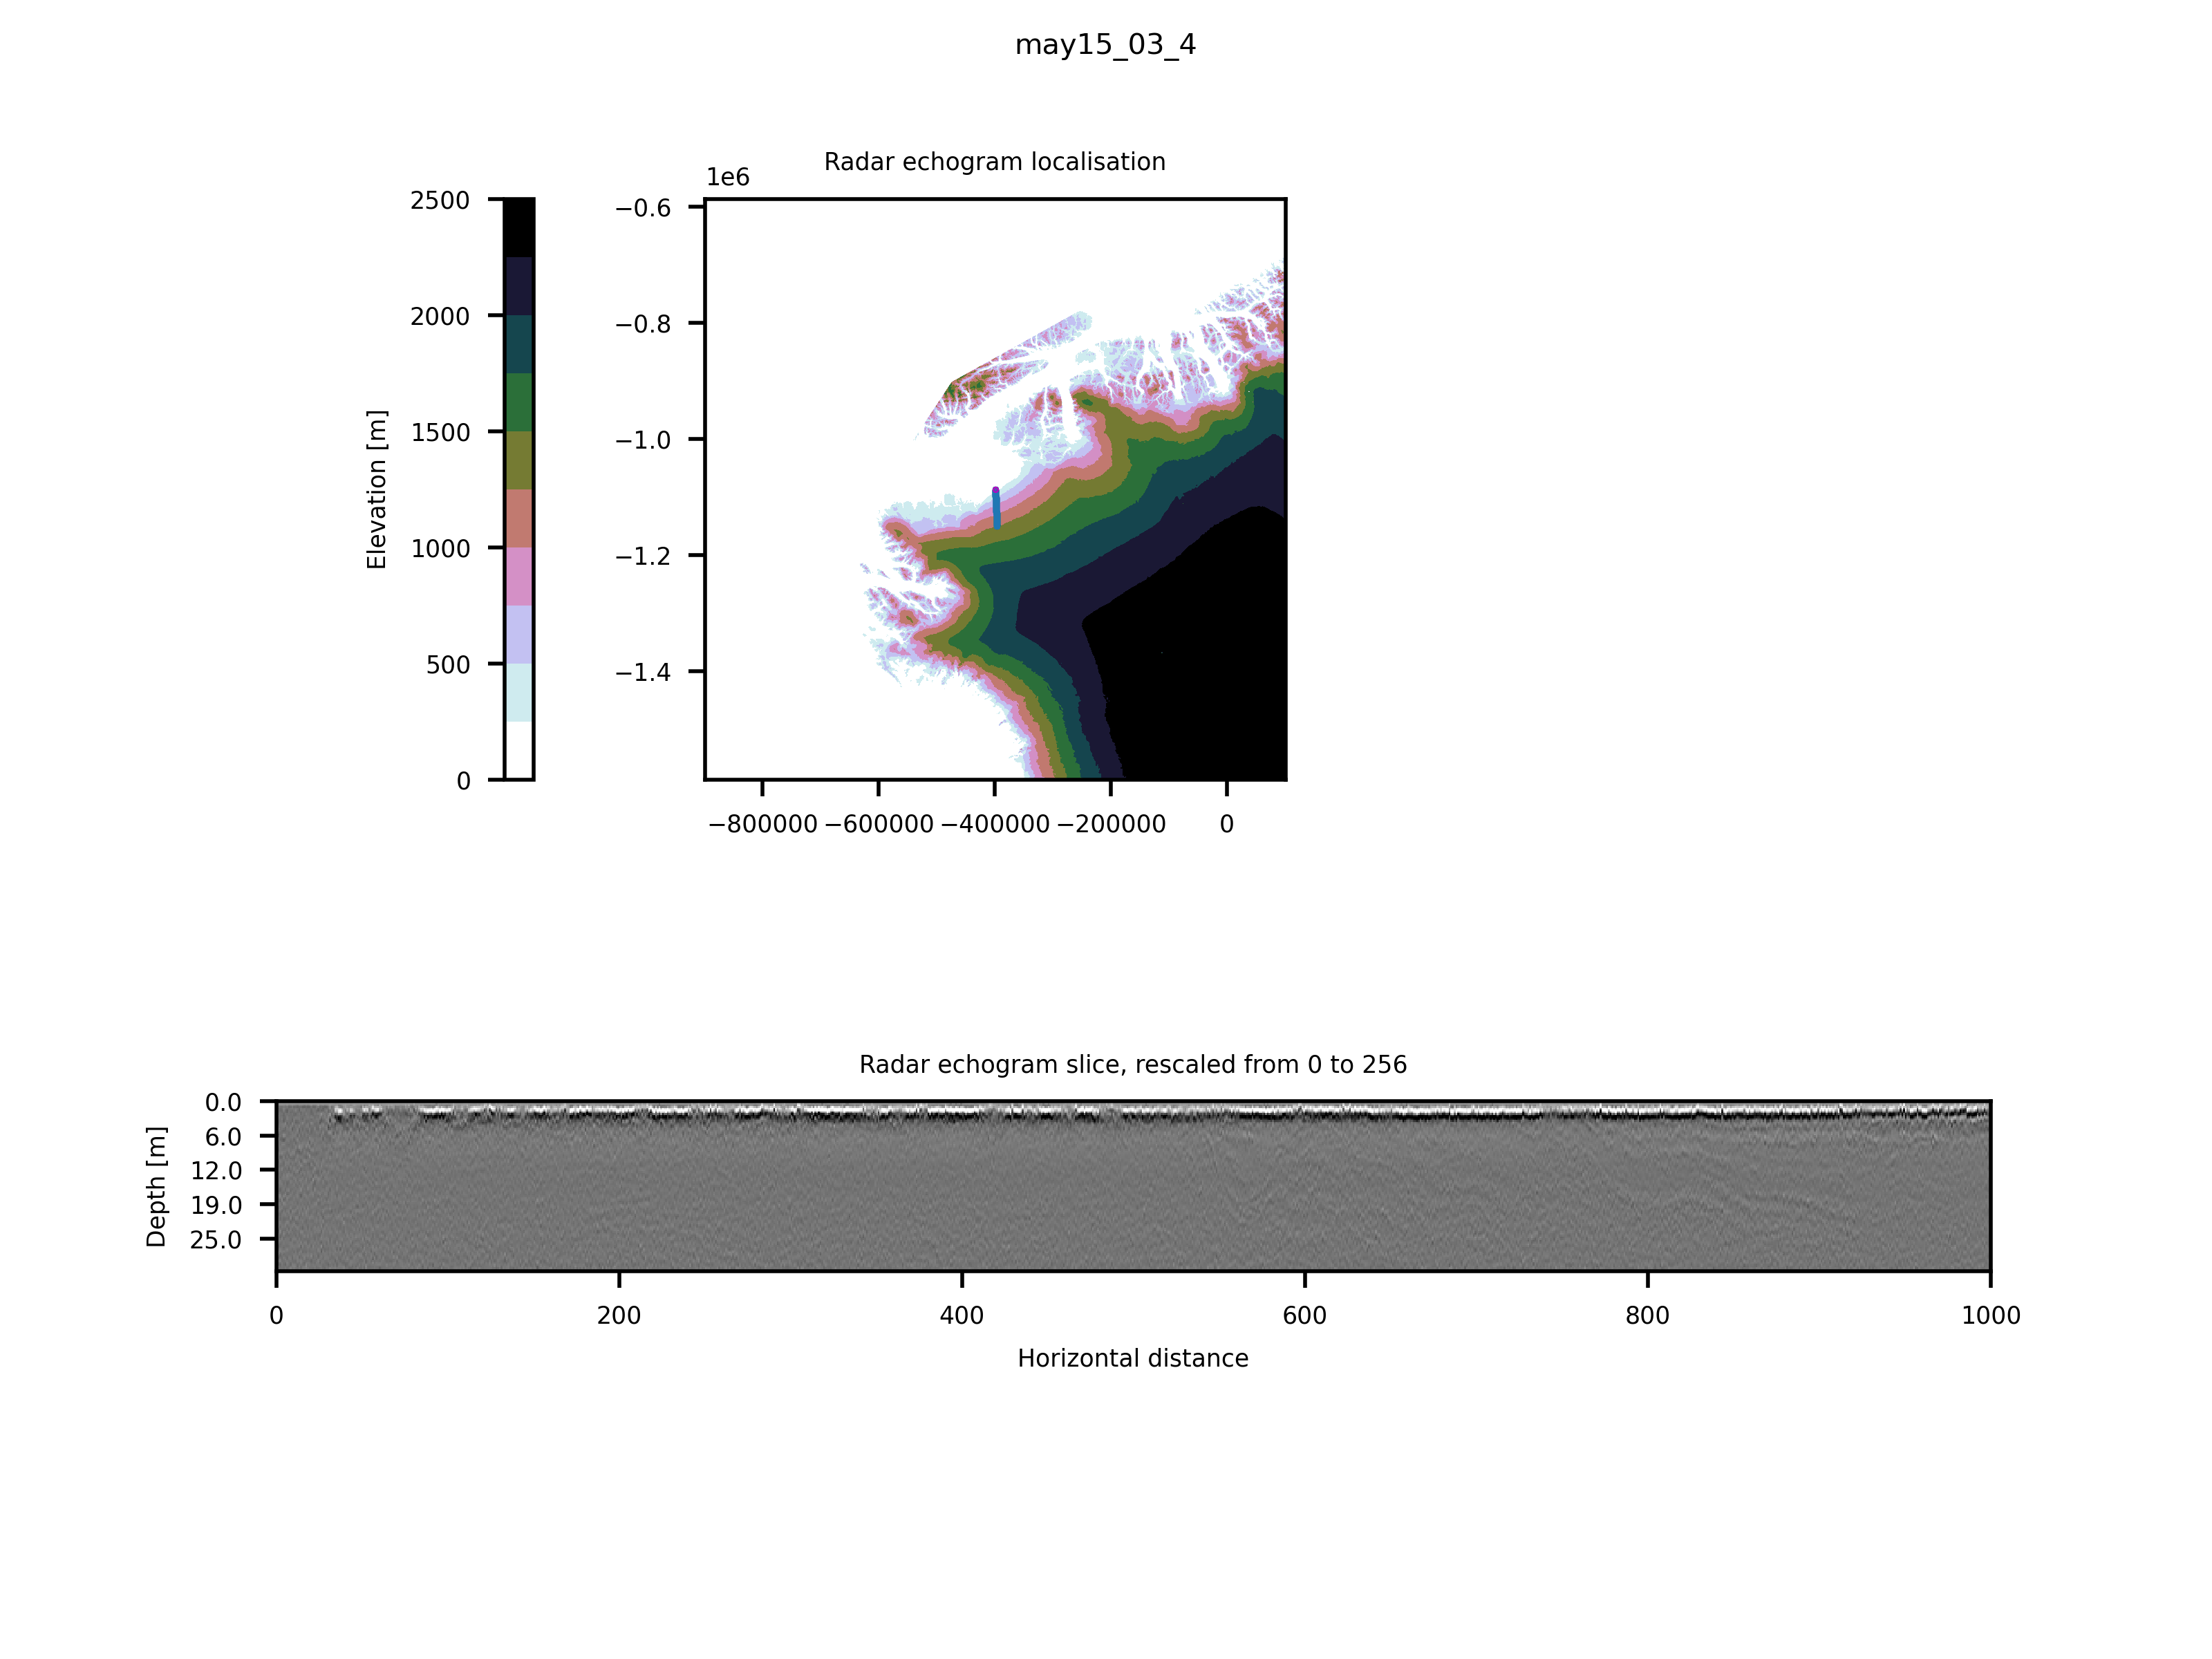 may15_03_4
Radar echogram localisation
1e6
Elevation [m]
2500
2000
1500
1000
500
0
−0.6
−0.8
−1.0
−1.2
−1.4
−800000 −600000 −400000 −200000 0
Radar echogram slice, rescaled from 0 to 256
Depth [m]
0.0
6.0
12.0
19.0
25.0
0 200 400 600 800 1000
Horizontal distance